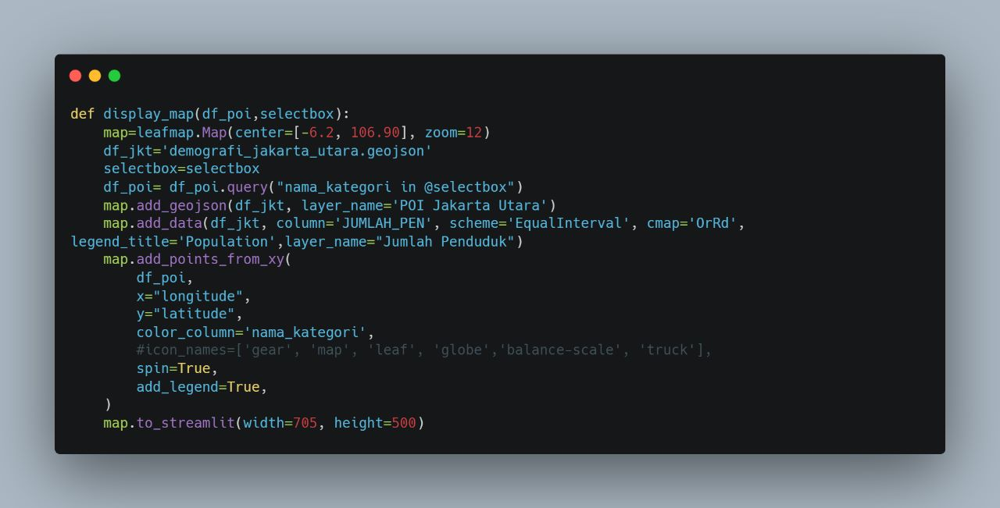 def display_map(df_poi,selectbox):
    map=leafmap.Map(center=[-6.2, 106.90], zoom=12)
    df_jkt='demografi_jakarta_utara.geojson'
    selectbox=selectbox
    df_poi= df_poi.query("nama_kategori in @selectbox")
    map.add_geojson(df_jkt, layer_name='POI Jakarta Utara')
    map.add_data(df_jkt, column='JUMLAH_PEN', scheme='EqualInterval', cmap='OrRd',
legend_title='Population',layer_name="Jumlah Penduduk")
    map.add_points_from_xy(
        df_poi,
        x="longitude",
        y="latitude",
        color_column='nama_kategori',
        #icon_names=['gear', 'map', 'leaf', 'globe','balance-scale', 'truck'],
        spin=True,
        add_legend=True,
    )
    map.to_streamlit(width=705, height=500)